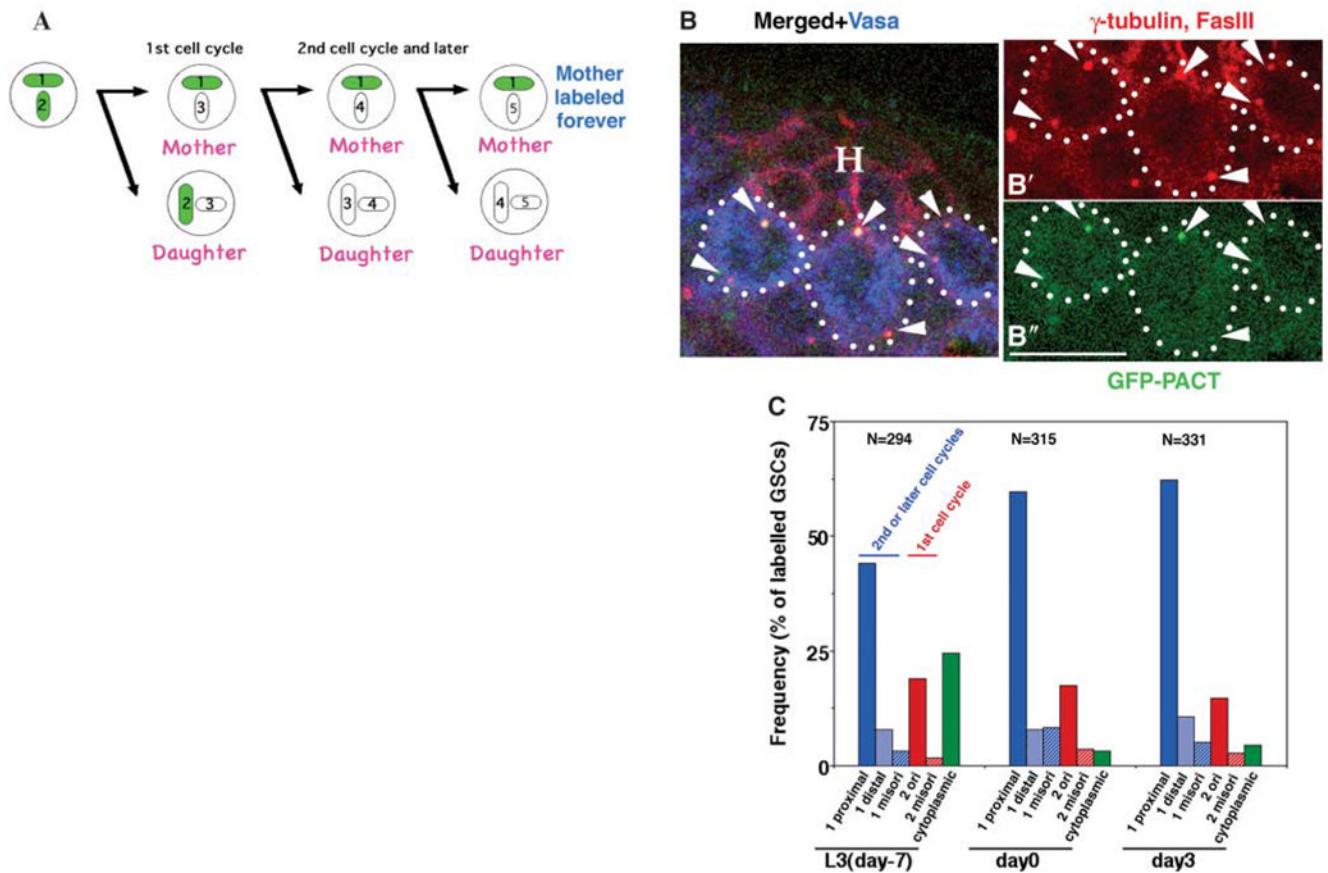 A
1st cell cycle
2nd cell cycle and later
1
2
1
3
Mother
2
3
Daughter
1
4
Mother
3
4
Daughter
1
5
Mother
4
5
Daughter
Mother
labeled
forever
B
Merged+Vasa
γ-tubulin, FasIII
H
B'
B"
GFP-PACT
C
Frequency (% of labelled GSCs)
75
50
25
0
N=294
N=315
N=331
2nd or later cell cycles
1st cell cycle
1 proximal
1 distal
1 misori
2 ori
2 misori
cytoplasmic
1 proximal
1 distal
1 misori
2 ori
2 misori
cytoplasmic
1 proximal
1 distal
1 misori
2 ori
2 misori
cytoplasmic
L3(day-7)
day0
day3